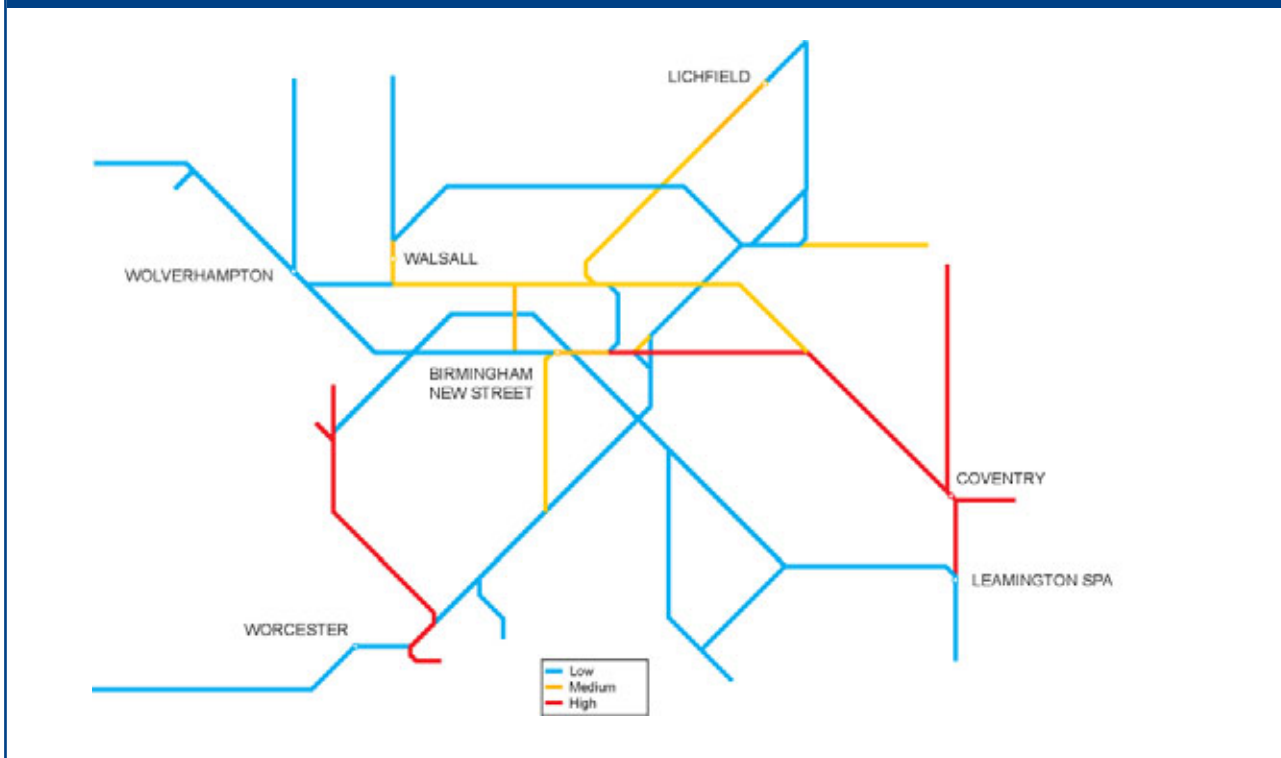 LICHFIELD
WALSALL
WOLVERHAMPTON
BIRMINGHAM
NEW STREET
COVENTRY
LEAMINGTON SPA
WORCESTER
Low
Medium
High